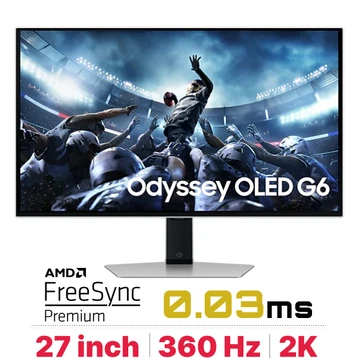 Odyssey OLED G6
AMD
FreeSync
Premium
0.03ms
27 inch | 360 Hz | 2K